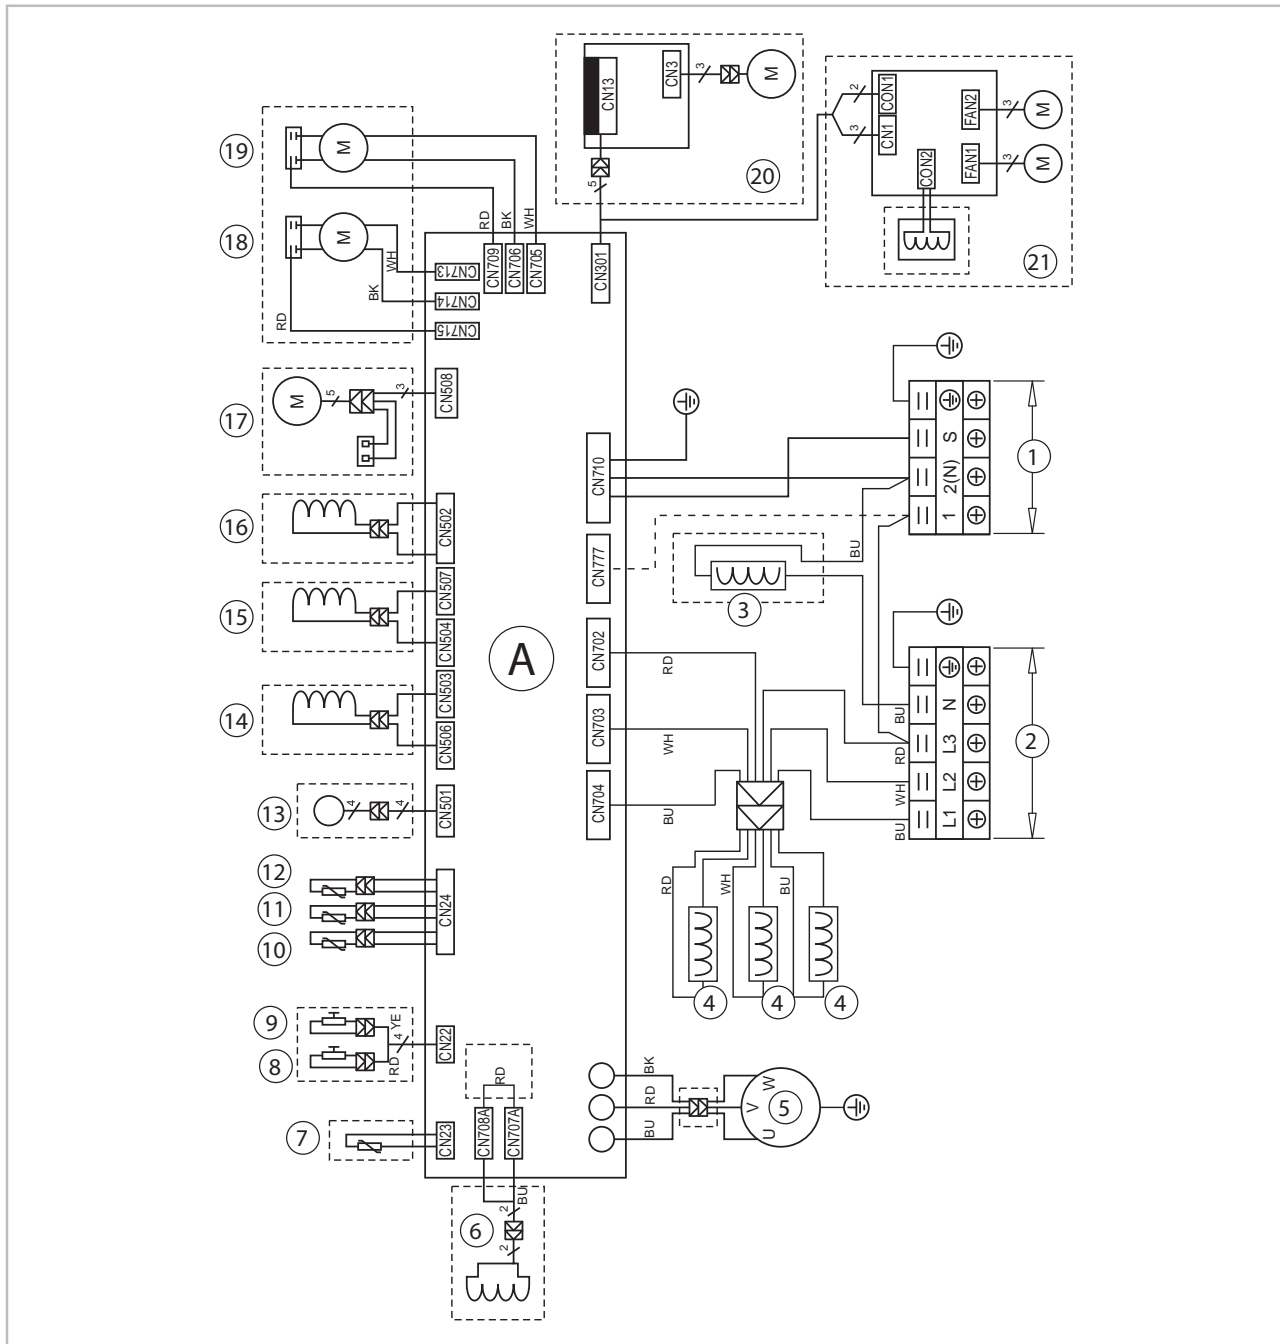 CN13
CN3
3
M
5
20
2
CON1
3
CN1
FAN2
3
M
FAN1
3
M
CON2
21
19
M
RD
BK
WH
CN709
CN706
CN705
18
M
WH
BK
RD
CN713
CN714
CN715
CN301
17
M
5
3
CN508
16
CN502
15
CN507
CN504
14
CN503
CN506
13
4
4
CN501
12
11
10
CN24
9
8
YE
4
RD
CN22
7
CN23
RD
CN708A
CN707A
BU
2
2
6
A
CN710
CN777
CN702
RD
CN703
WH
CN704
BU
S
2(N)
1
1
BU
3
N
L3
L2
L1
BU
RD
WH
BU
2
RD
WH
BU
4
4
4
BK
RD
BU
W
V
U
5